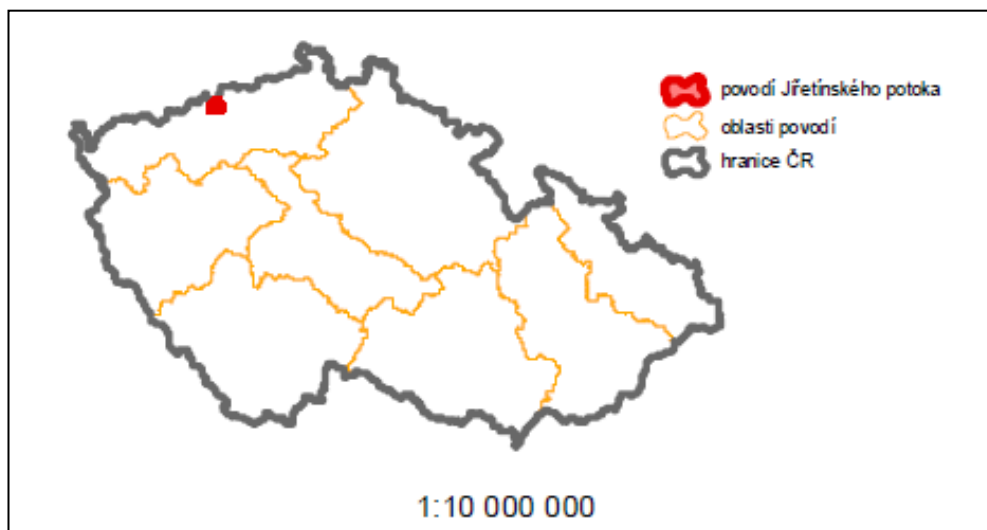 povodí Jřetínského potoka
oblasti povodí
hranice ČR
1:10 000 000